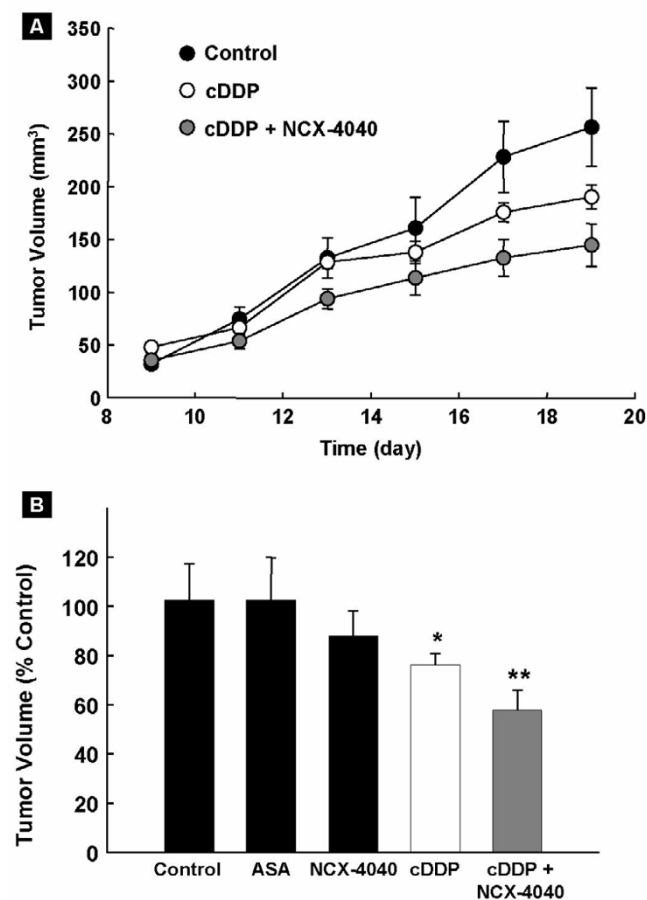 A
Control
cDDP
cDDP + NCX-4040
Tumor Volume (mm³)
350
300
250
200
150
100
50
0
8 10 12 14 16 18 20
Time (day)
B
Tumor Volume (% Control)
120
100
80
60
40
20
0
*
**
Control ASA NCX-4040 cDDP cDDP +
NCX-4040